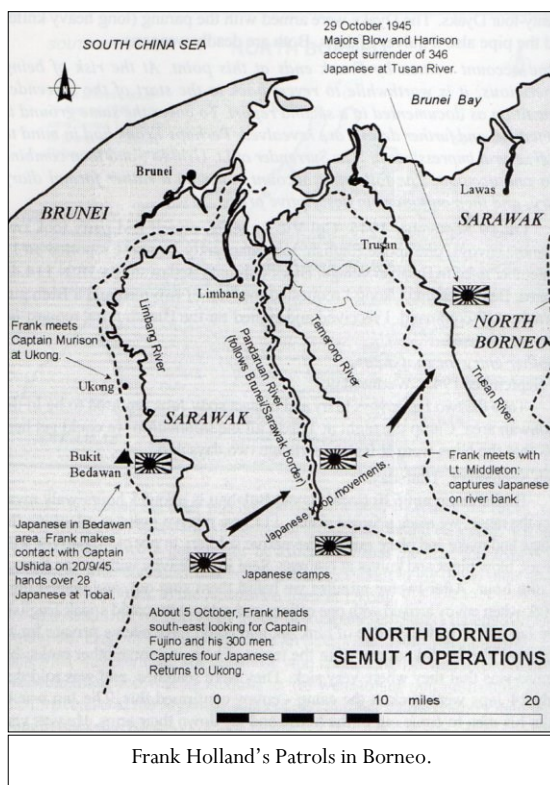 29 October 1945
Majors Blow and Harrison
accept surrender of 346
Japanese at Tusan River.
SOUTH CHINA SEA
Brunei Bay
Brunei
Lawas
BRUNEI
SARAWAK
Trusan
Limbang
NORTH
BORNEO
Limbang River
Pandaruan River
(follows Brunei/Sarawak border)
River
Trusan River
Frank meets
Captain Murison
at Ukong.
Ukong
SARAWAK
Bukit
Bedawan
Japanese troop movements.
Frank meets with
Lt. Middleton:
captures Japanese
on river bank.
Japanese in Bedawan
area. Frank makes
contact with Captain
Ushida on 20/9/45.
hands over 28
Japanese at Tobai.
Japanese camps.
About 5 October, Frank heads
south-east looking for Captain
Fujino and his 300 men.
Captures four Japanese.
Returns to Ukong.
NORTH BORNEO
SEMUT 1 OPERATIONS
0 10 miles 20
Frank Holland's Patrols in Borneo.